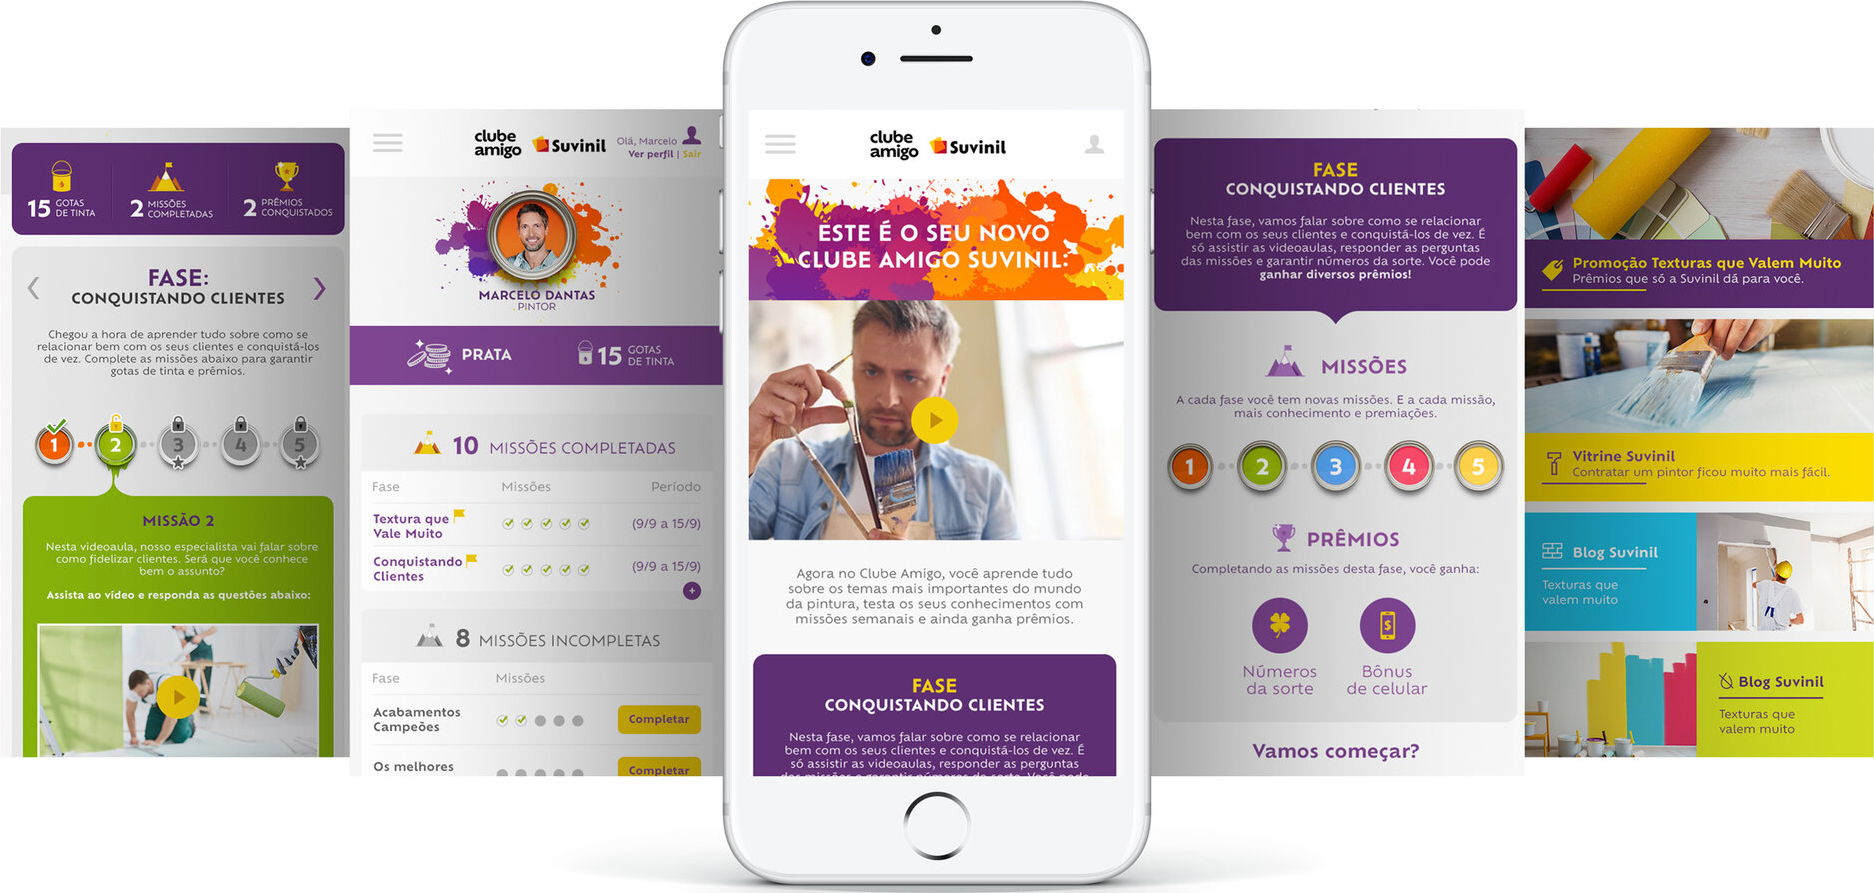 15 GOTAS
DE TINTA
2 MISSÕES
COMPLETADAS
2 PRÊMIOS
CONQUISTADOS
FASE:
CONQUISTANDO CLIENTES
Chegou a hora de aprender tudo sobre como se
relacionar bem com os seus clientes e conquistá-los
de vez. Complete as missões abaixo para garantir
gotas de tinta e prêmios.
1 2 3 4 5
MISSÃO 2
Nesta videoaula, nosso especialista vai falar sobre
como fidelizar clientes. Será que você conhece
bem o assunto?
Assista ao vídeo e responda as questões abaixo:
clube
amigo
Suvinil
Olá, Marcelo
Ver perfil | Sair
MARCELO DANTAS
PINTOR
PRATA
15 GOTAS
DE TINTA
10 MISSÕES COMPLETADAS
Fase Missões Período
Textura que
Vale Muito
(9/9 a 15/9)
Conquistando
Clientes
(9/9 a 15/9)
+
8 MISSÕES INCOMPLETAS
Fase Missões
Acabamentos
Campeões
Completar
Os melhores
Completar
clube
amigo
Suvinil
ESTE É O SEU NOVO
CLUBE AMIGO SUVINIL:
Agora no Clube Amigo, você aprende tudo
sobre os temas mais importantes do mundo
da pintura, testa os seus conhecimentos com
missões semanais e ainda ganha prêmios.
FASE
CONQUISTANDO CLIENTES
Nesta fase, vamos falar sobre como se relacionar
bem com os seus clientes e conquistá-los de vez. É
só assistir as videoaulas, responder as perguntas
das missões e garantir números da sorte. Você pode
FASE
CONQUISTANDO CLIENTES
Nesta fase, vamos falar sobre como se relacionar
bem com os seus clientes e conquistá-los de vez. É
só assistir as videoaulas, responder as perguntas
das missões e garantir números da sorte. Você pode
ganhar diversos prêmios!
MISSÕES
A cada fase você tem novas missões. E a cada missão,
mais conhecimento e premiações.
1 2 3 4 5
PRÊMIOS
Completando as missões desta fase, você ganha:
$
Números
da sorte
Bônus
de celular
Vamos começar?
Promoção Texturas que Valem Muito
Prêmios que só a Suvinil dá para você.
Vitrine Suvinil
Contratar um pintor ficou muito mais fácil.
Blog Suvinil
Texturas que
valem muito
Blog Suvinil
Texturas que
valem muito